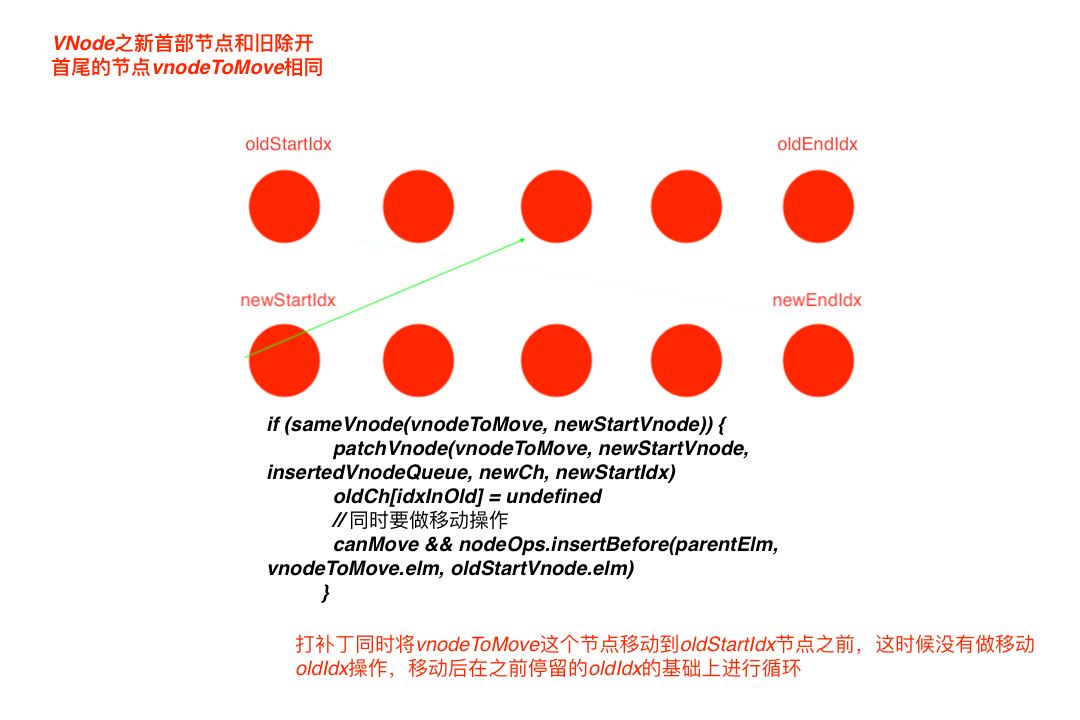 VNode之新首部节点和旧除开
首尾的节点vnodeToMove相同
oldStartIdx
oldEndIdx
newStartIdx
newEndIdx
if (sameVnode(vnodeToMove, newStartVnode)) {
patchVnode(vnodeToMove, newStartVnode,
insertedVnodeQueue, newCh, newStartIdx)
oldCh[idxInOld] = undefined
// 同时要做移动操作
canMove && nodeOps.insertBefore(parentElm,
vnodeToMove.elm, oldStartVnode.elm)
}
打补丁同时将vnodeToMove这个节点移动到oldStartIdx节点之前，这时候没有做移动
oldIdx操作，移动后在之前停留的oldIdx的基础上进行循环